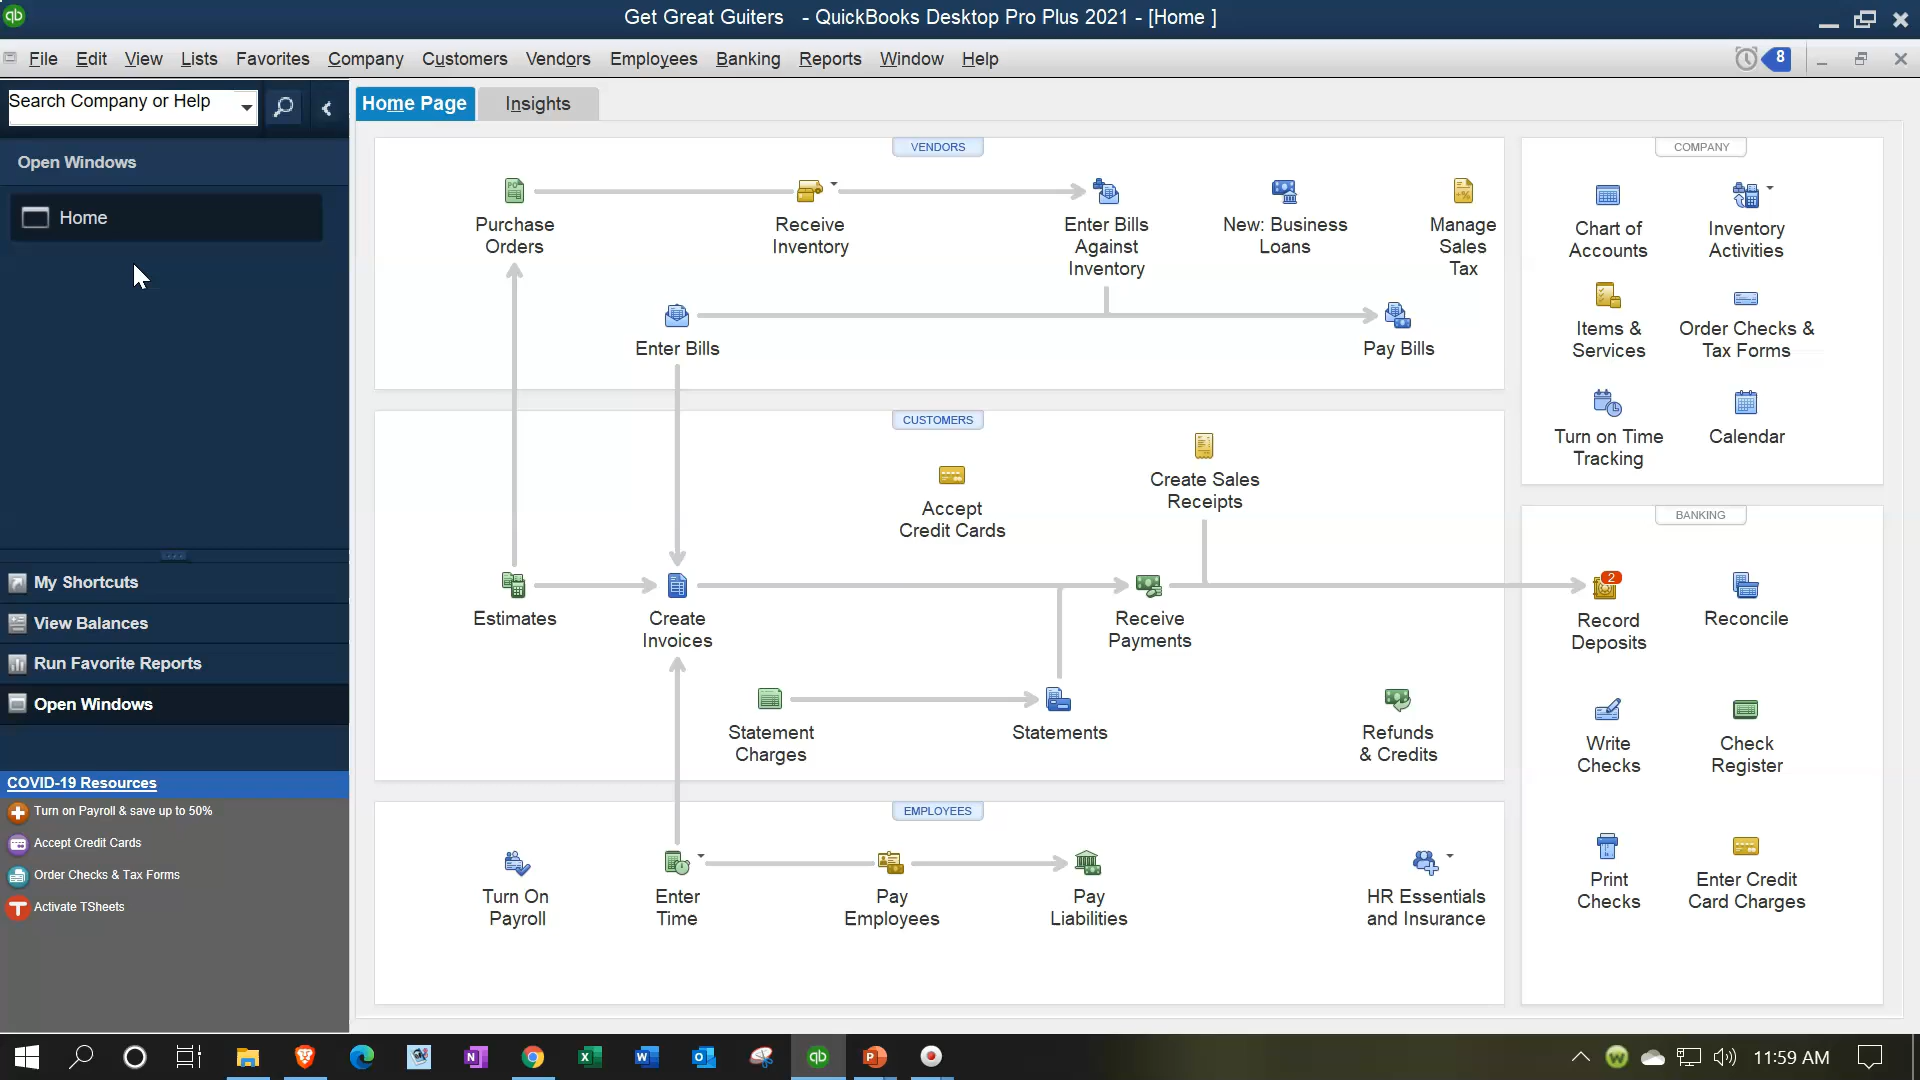 qb
Get Great Guiters - QuickBooks Desktop Pro Plus 2021 - [Home ]
File Edit View Lists Favorites Company Customers Vendors Employees Banking Reports Window Help
8
Search Company or Help
Home Page
Insights
Open Windows
Home
My Shortcuts
View Balances
Run Favorite Reports
Open Windows
COVID-19 Resources
Turn on Payroll & save up to 50%
Accept Credit Cards
Order Checks & Tax Forms
Activate TSheets
VENDORS
Purchase
Orders
Receive
Inventory
Enter Bills
Against
Inventory
New: Business
Loans
Manage
Sales
Tax
Enter Bills
Pay Bills
CUSTOMERS
Create Sales
Receipts
Accept
Credit Cards
Estimates
Create
Invoices
Receive
Payments
Statement
Charges
Statements
Refunds
& Credits
EMPLOYEES
Turn On
Payroll
Enter
Time
Pay
Employees
Pay
Liabilities
HR Essentials
and Insurance
COMPANY
Chart of
Accounts
Inventory
Activities
Items &
Services
Order Checks &
Tax Forms
Turn on Time
Tracking
Calendar
BANKING
2
Record
Deposits
Reconcile
Write
Checks
Check
Register
Print
Checks
Enter Credit
Card Charges
11:59 AM